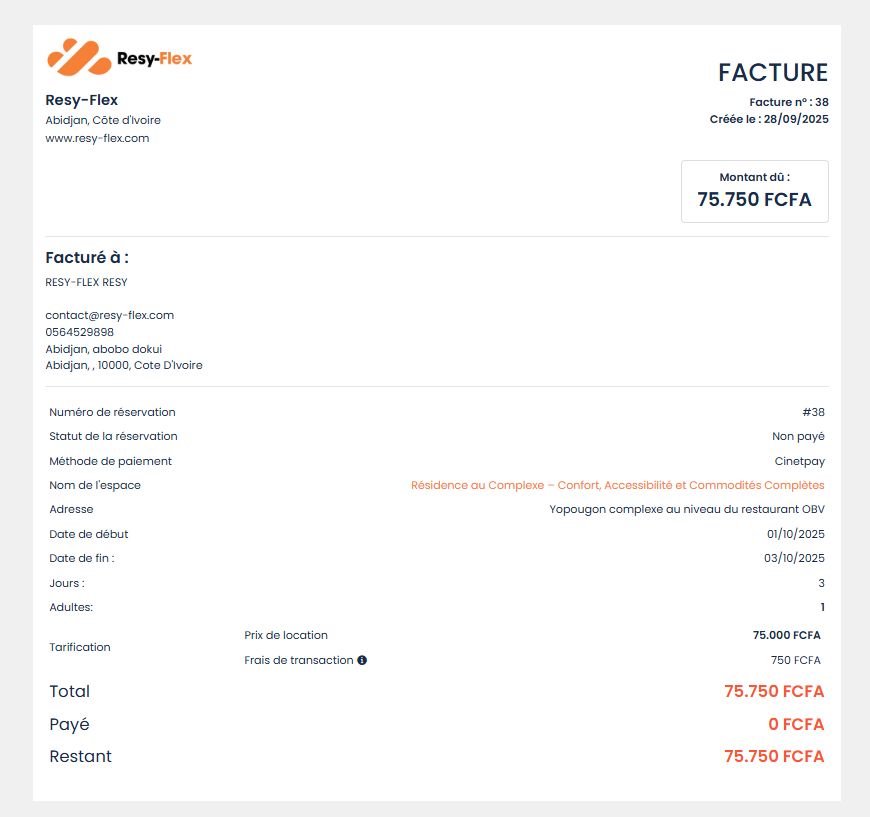 Resy-Flex
FACTURE
Resy-Flex
Abidjan, Côte d'Ivoire
www.resy-flex.com
Facture n° : 38
Créée le : 28/09/2025
Montant dû :
75.750 FCFA
Facturé à :
RESY-FLEX RESY
contact@resy-flex.com
0564529898
Abidjan, abobo dokui
Abidjan, , 10000, Cote D'Ivoire
Numéro de réservation #38
Statut de la réservation Non payé
Méthode de paiement Cinetpay
Nom de l'espace Résidence au Complexe – Confort, Accessibilité et Commodités Complètes
Adresse Yopougon complexe au niveau du restaurant OBV
Date de début 01/10/2025
Date de fin : 03/10/2025
Jours : 3
Adultes: 1
Tarification
Prix de location 75.000 FCFA
Frais de transaction 750 FCFA
Total 75.750 FCFA
Payé 0 FCFA
Restant 75.750 FCFA